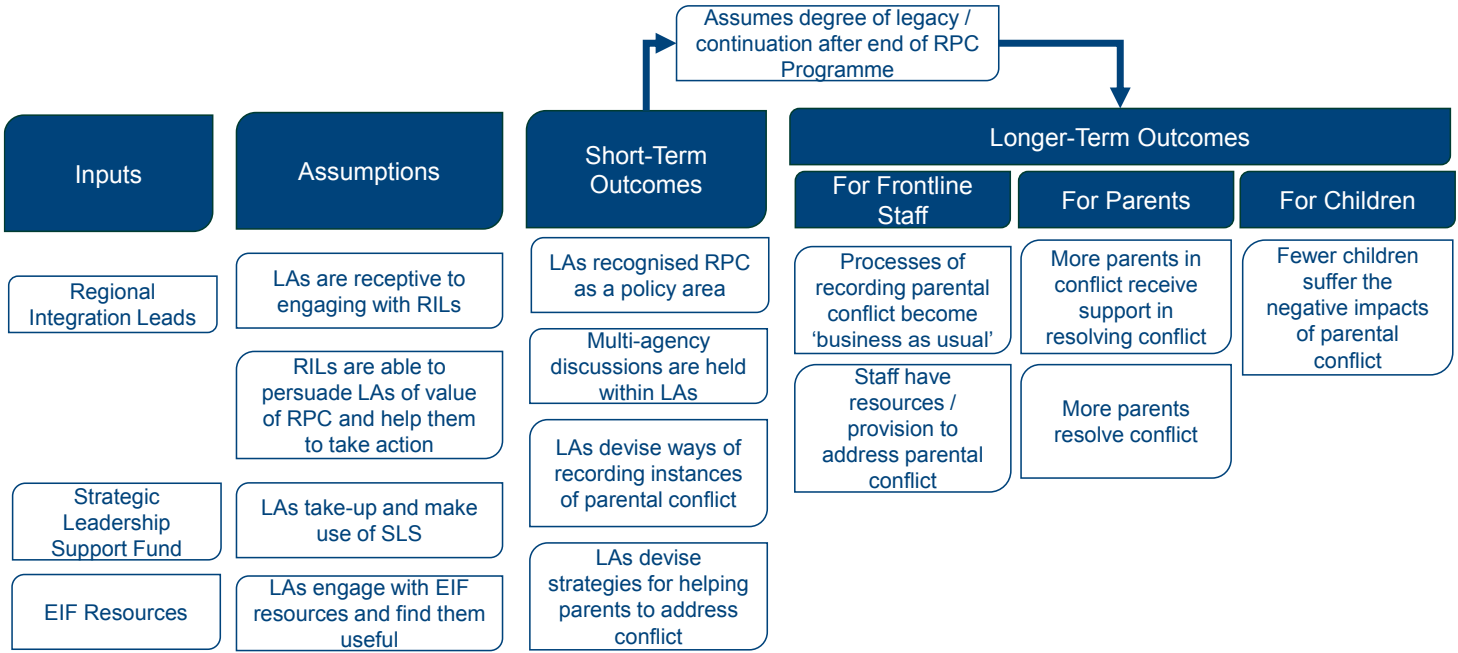 Assumes degree of legacy /
continuation after end of RPC
Programme
Inputs
Regional
Integration Leads
Strategic
Leadership
Support Fund
EIF Resources
Assumptions
LAs are receptive to
engaging with RILs
RILs are able to
persuade LAs of value
of RPC and help them
to take action
LAs take-up and make
use of SLS
LAs engage with EIF
resources and find them
useful
Short-Term
Outcomes
LAs recognised RPC
as a policy area
Multi-agency
discussions are held
within LAs
LAs devise ways of
recording instances
of parental conflict
LAs devise
strategies for helping
parents to address
conflict
Longer-Term Outcomes
For Frontline
Staff
Processes of
recording parental
conflict become
‘business as usual’
Staff have
resources /
provision to
address parental
conflict
For Parents
More parents in
conflict receive
support in
resolving conflict
More parents
resolve conflict
For Children
Fewer children
suffer the
negative impacts
of parental
conflict